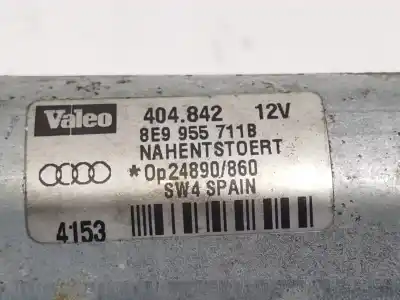 Valeo 404.842 12V
8E9 955 711B
NAHENTSTOERT
*Op24890/860
SW4 SPAIN
4153